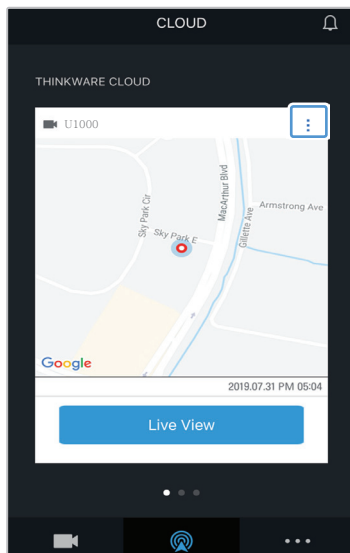 CLOUD
THINKWARE CLOUD
U1000
Sky Park Cir
MacArthur Blvd
Armstrong Ave
Sky Park E
Gillette Ave
Google
2019.07.31 PM 05:04
Live View